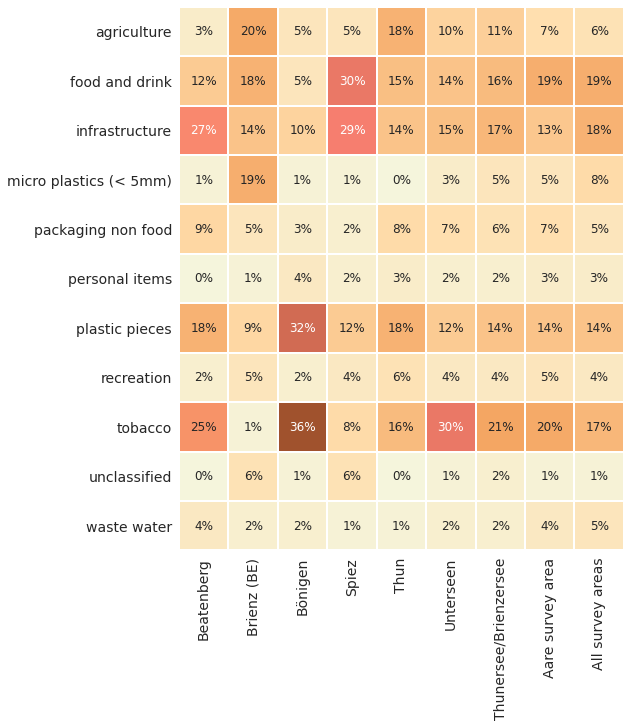 agriculture 3% 20% 5% 5% 18% 10% 11% 7% 6%
food and drink 12% 18% 5% 30% 15% 14% 16% 19% 19%
infrastructure 27% 14% 10% 29% 14% 15% 17% 13% 18%
micro plastics (< 5mm) 1% 19% 1% 1% 0% 3% 5% 5% 8%
packaging non food 9% 5% 3% 2% 8% 7% 6% 7% 5%
personal items 0% 1% 4% 2% 3% 2% 2% 3% 3%
plastic pieces 18% 9% 32% 12% 18% 12% 14% 14% 14%
recreation 2% 5% 2% 4% 6% 4% 4% 5% 4%
tobacco 25% 1% 36% 8% 16% 30% 21% 20% 17%
unclassified 0% 6% 1% 6% 0% 1% 2% 1% 1%
waste water 4% 2% 2% 1% 1% 2% 2% 4% 5%
Beatenberg
Brienz (BE)
Bönigen
Spiez
Thun
Unterseen
Thunersee/Brienzersee
Aare survey area
All survey areas